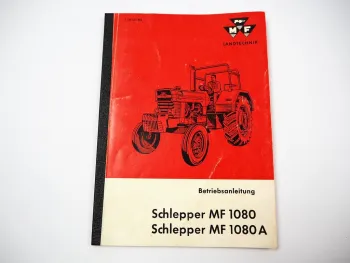 MF
LANDTECHNIK
Betriebsanleitung
Schlepper MF 1080
Schlepper MF 1080 A